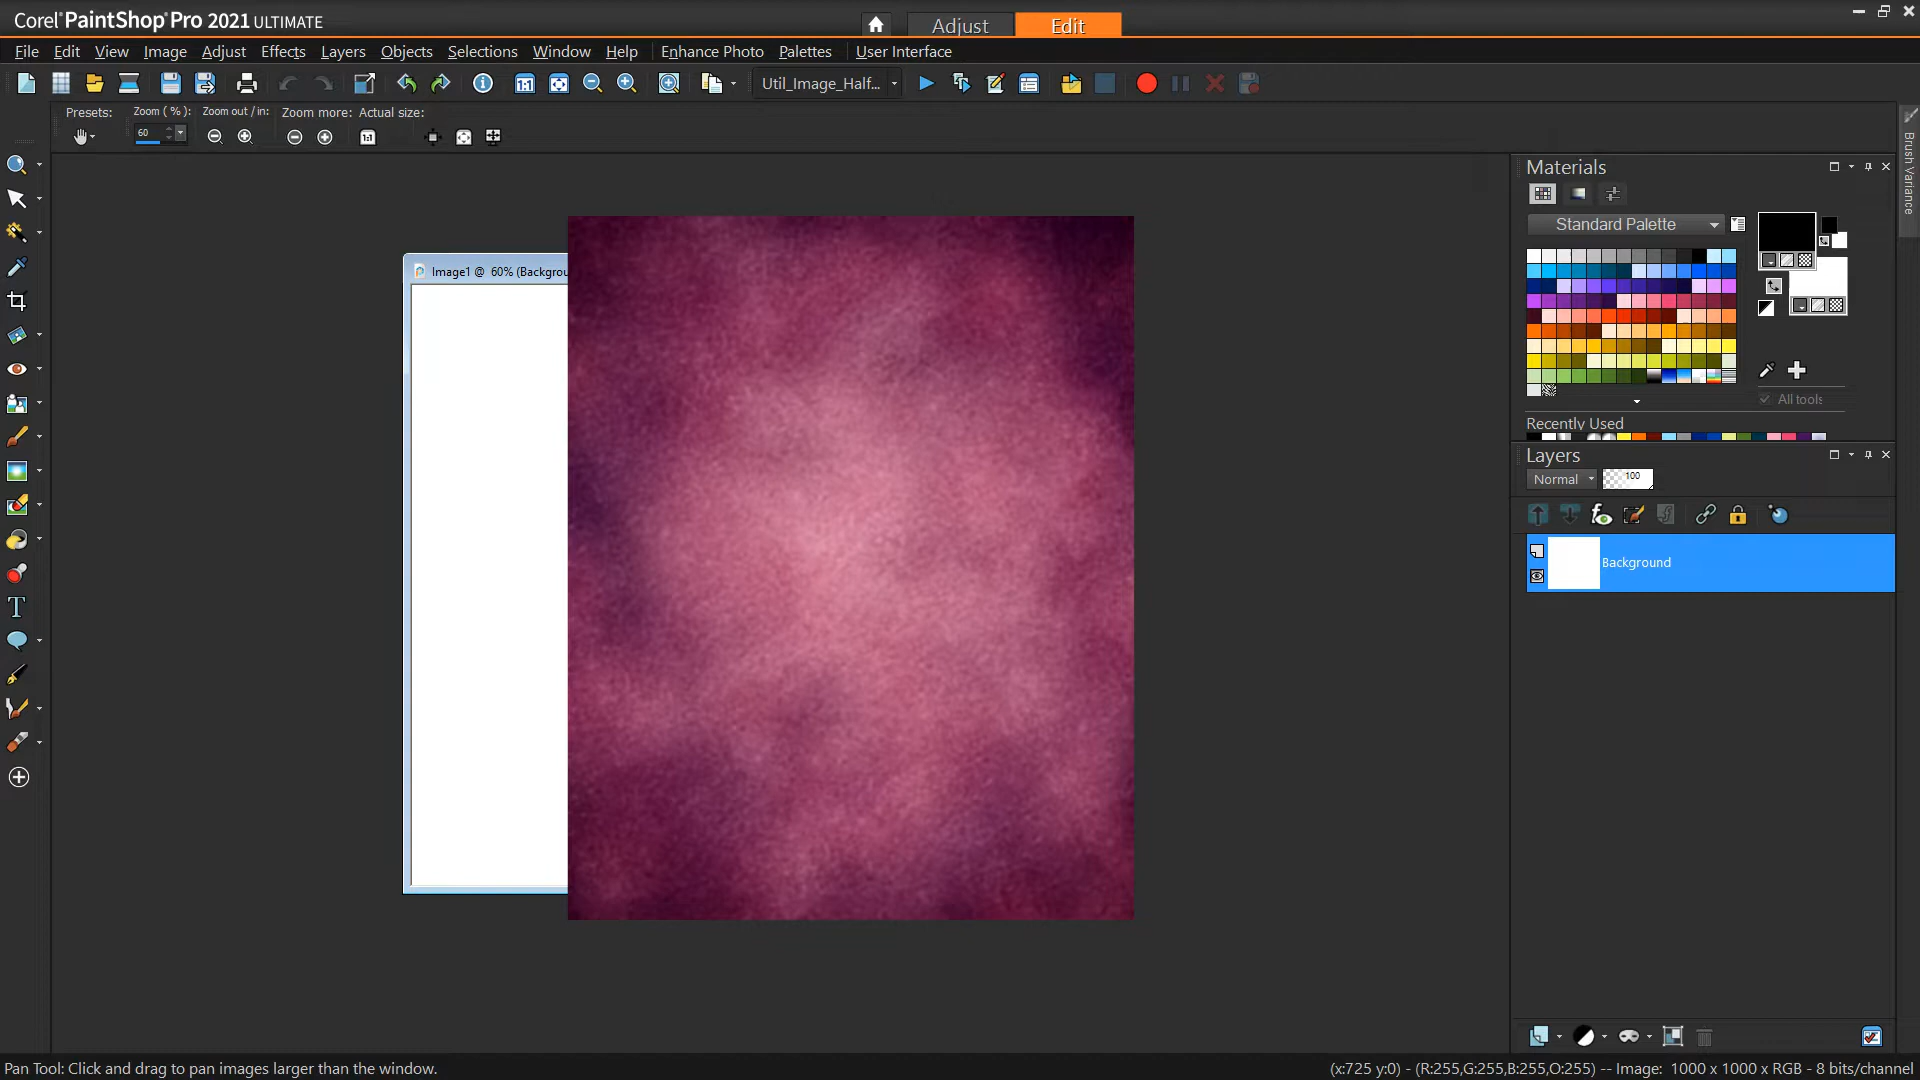 Corel PaintShop Pro 2021 ULTIMATE
Adjust
Edit
File Edit View Image Adjust Effects Layers Objects Selections Window Help Enhance Photo Palettes User Interface
Util_Image_Half...
Presets: Zoom ( % ): Zoom out / in: Zoom more: Actual size:
60
Brush Variance
Materials
Standard Palette
All tools
Recently Used
Image1 @ 60% (Backgrou
Layers
Normal 100
Background
T
Pan Tool: Click and drag to pan images larger than the window.
(x:725 y:0) - (R:255,G:255,B:255,O:255) -- Image: 1000 x 1000 x RGB - 8 bits/channel